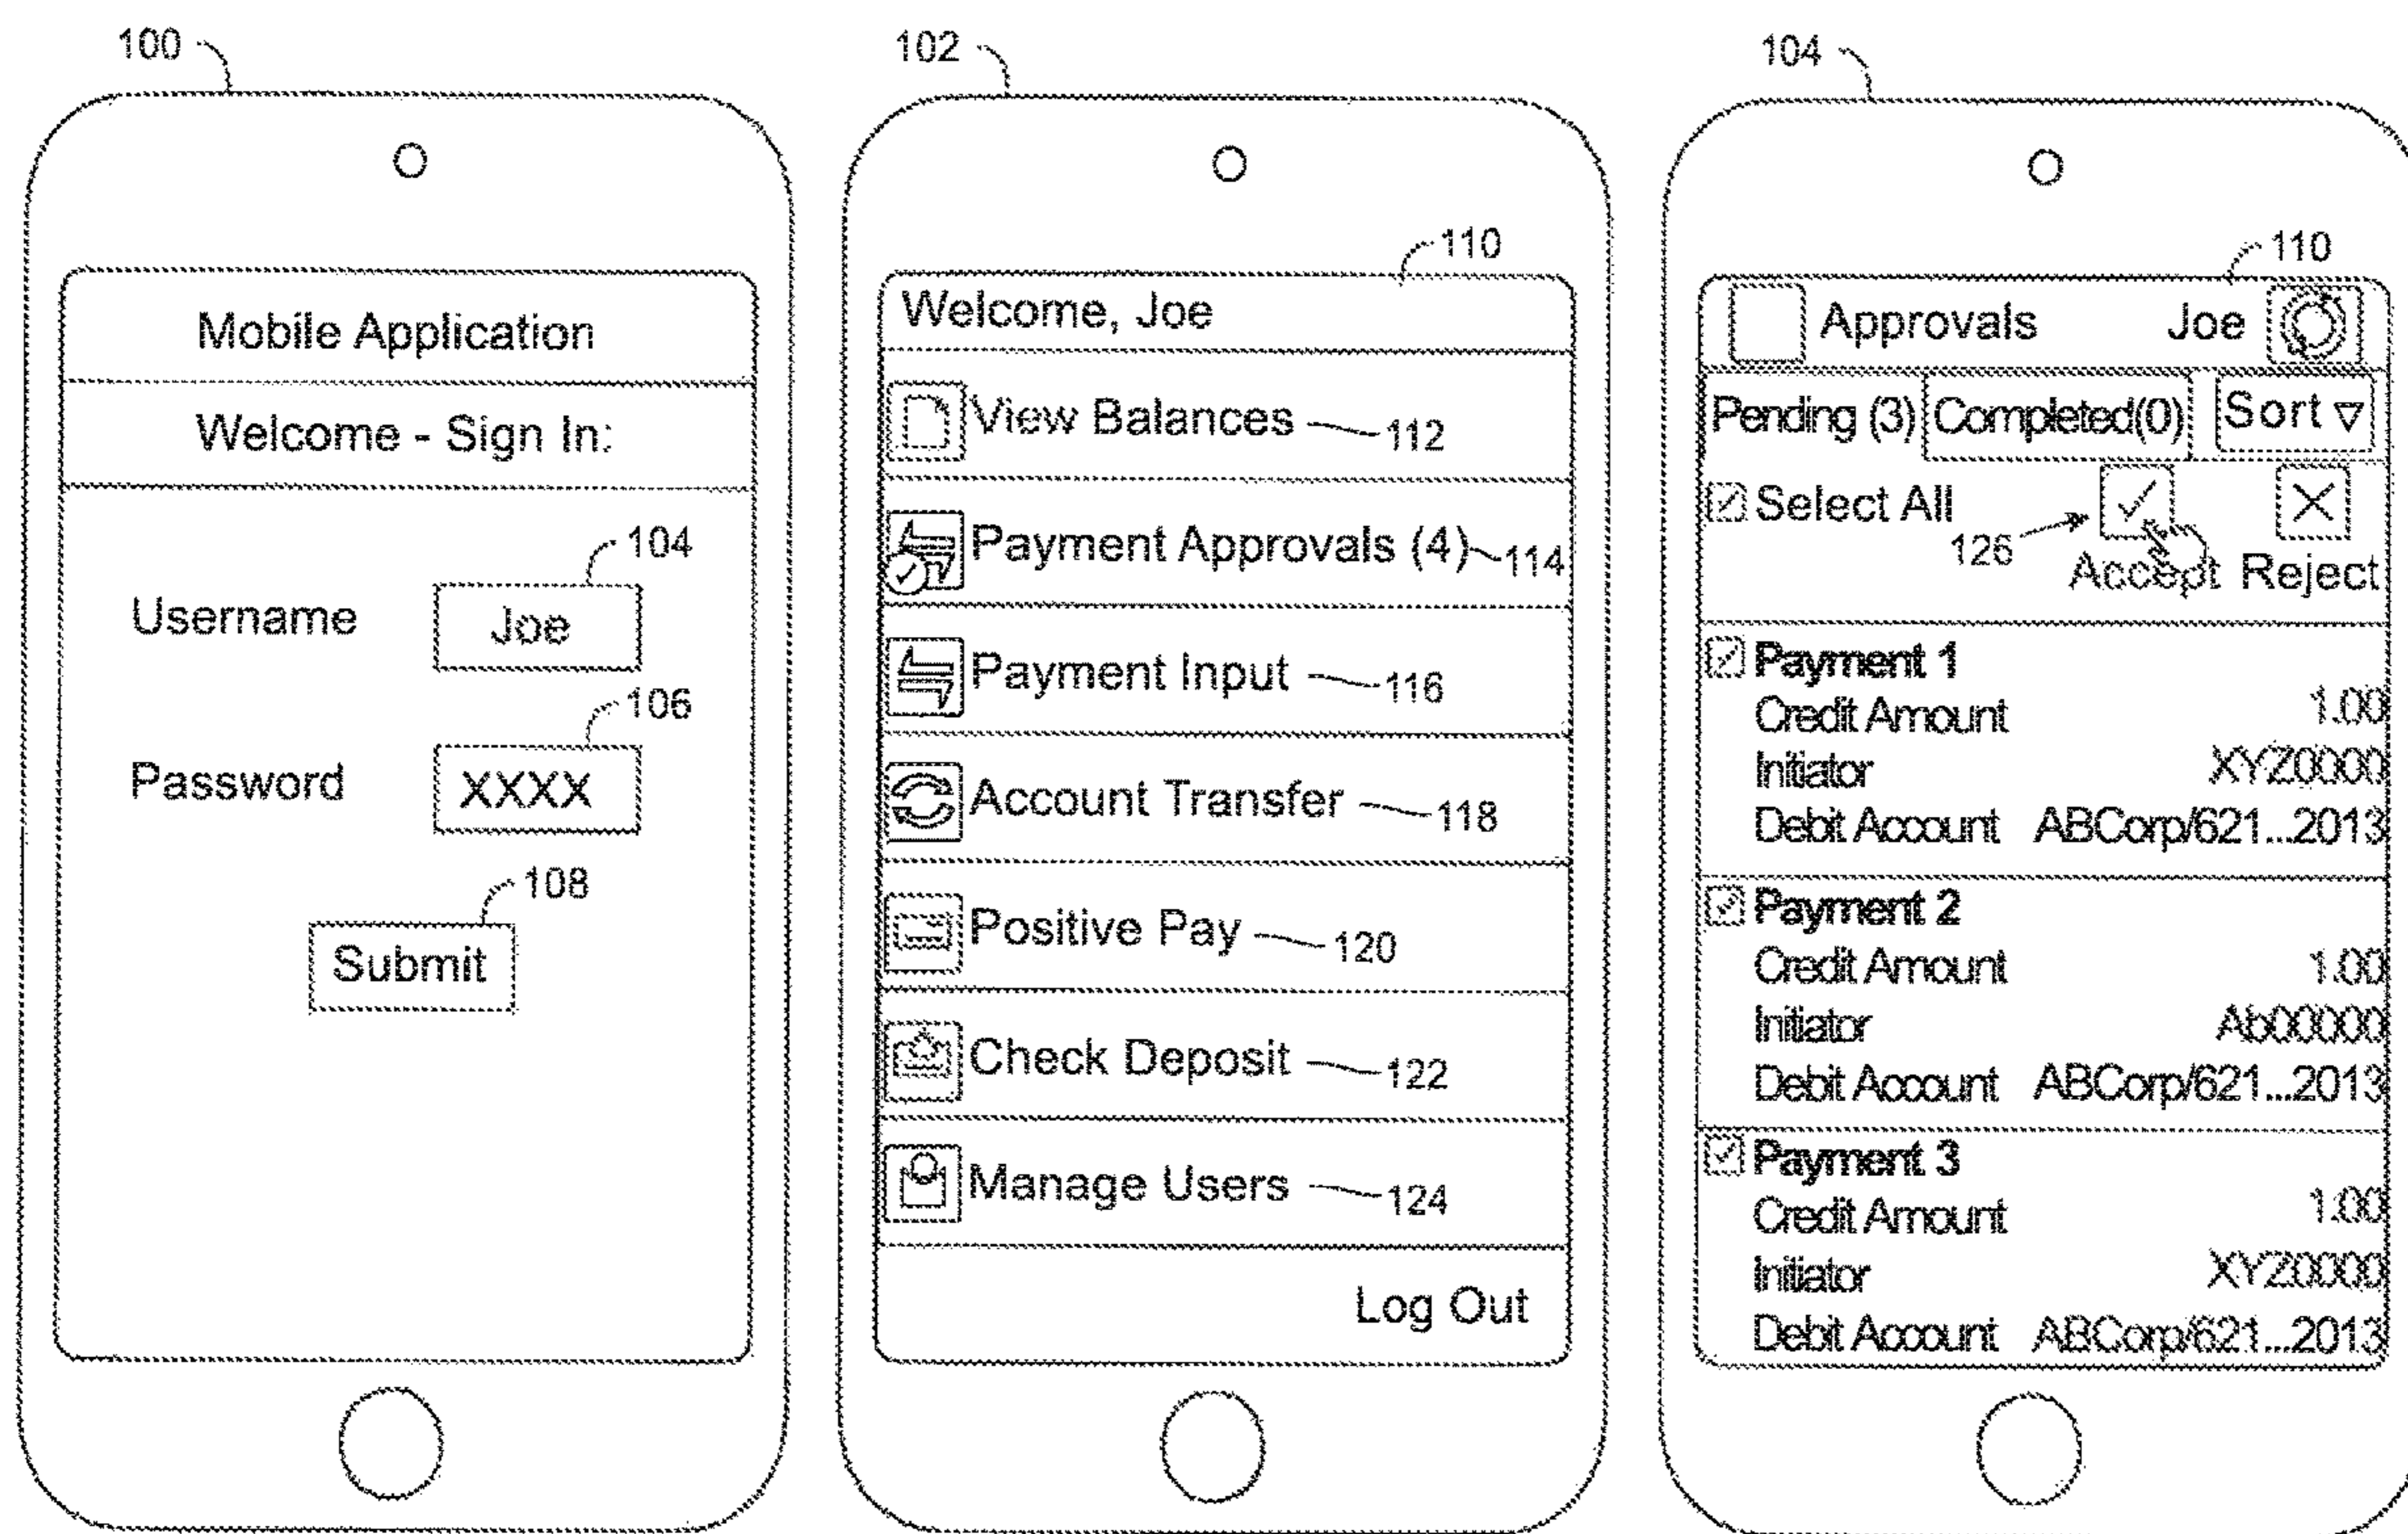 100
Mobile Application
Welcome - Sign In:
104
Username Joe
106
Password XXXX
108
Submit
102
110
Welcome, Joe
View Balances 112
Payment Approvals (4) 114
Payment Input 116
Account Transfer 118
Positive Pay 120
Check Deposit 122
Manage Users 124
Log Out
104
110
Approvals Joe
Pending (3) Completed(0) Sort
Select All
126
Accept Reject
Payment 1
Credit Amount 1.00
Initiator XYZ0000
Debit Account ABCorp/621...2013
Payment 2
Credit Amount 1.00
Initiator Ab00000
Debit Account ABCorp/621...2013
Payment 3
Credit Amount 1.00
Initiator XYZ0000
Debit Account ABCorp/621...2013